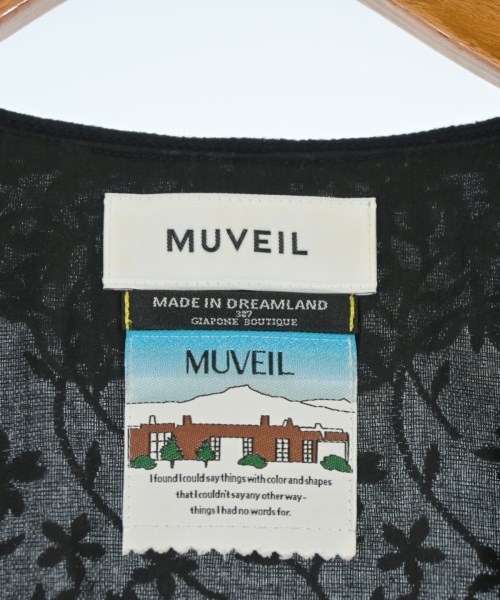 MUVEIL
MADE IN DREAMLAND
387
GIAPONE BOUTIQUE
MUVEIL
I found I could say things with color and shapes
that I couldn't say any other way-
things I had no words for.